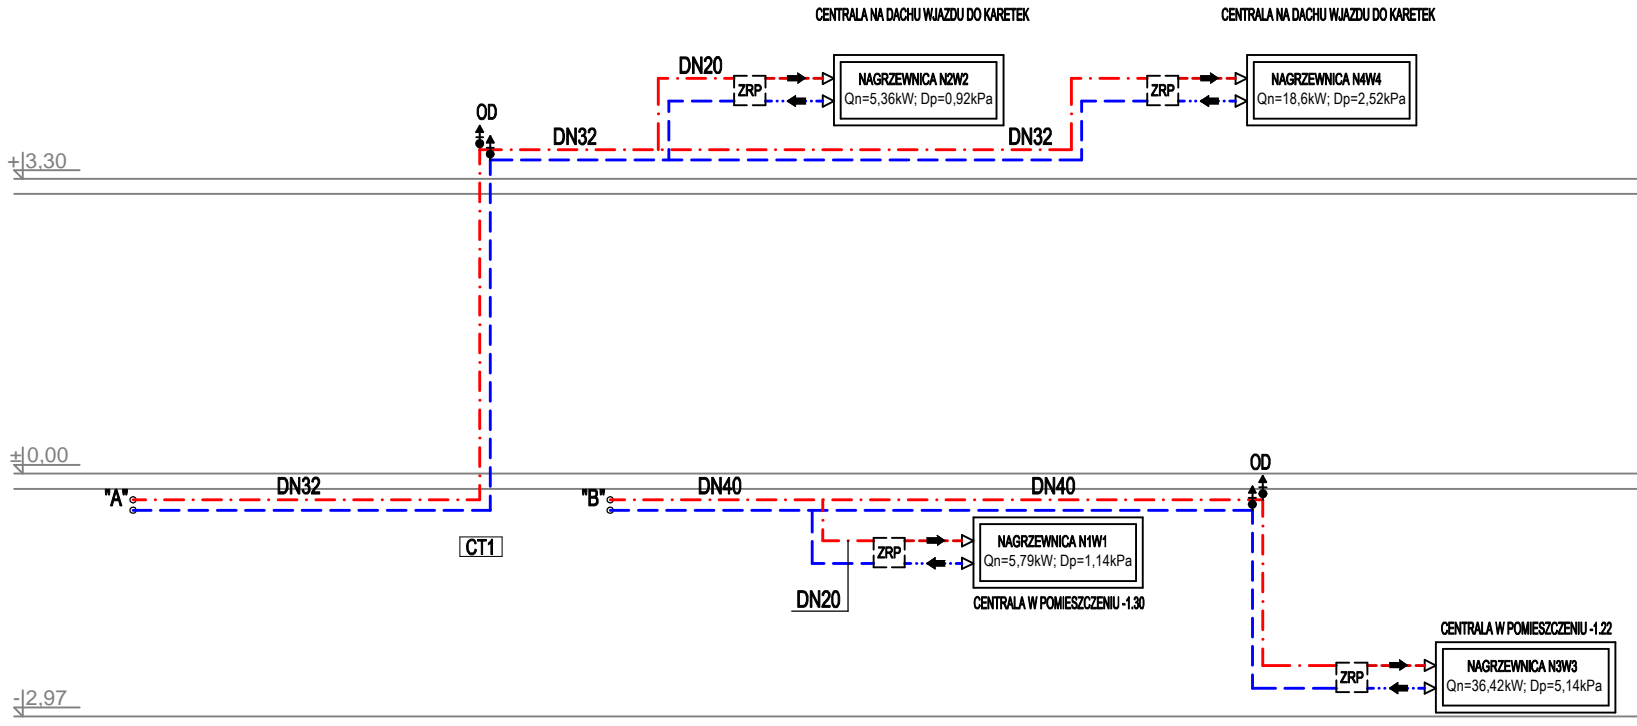 CENTRALA NA DACHU WJAZDU DO KARETEK
CENTRALA NA DACHU WJAZDU DO KARETEK
DN20
ZRP
NAGRZEWNICA N2W2
Qn=5,36kW; Dp=0,92kPa
ZRP
NAGRZEWNICA N4W4
Qn=18,6kW; Dp=2,52kPa
OD
DN32
DN32
+3,30
±0,00
"A"
DN32
"B"
DN40
DN40
OD
CT1
ZRP
NAGRZEWNICA N1W1
Qn=5,79kW; Dp=1,14kPa
DN20
CENTRALA W POMIESZCZENIU -1.30
CENTRALA W POMIESZCZENIU -1.22
ZRP
NAGRZEWNICA N3W3
Qn=36,42kW; Dp=5,14kPa
-2,97